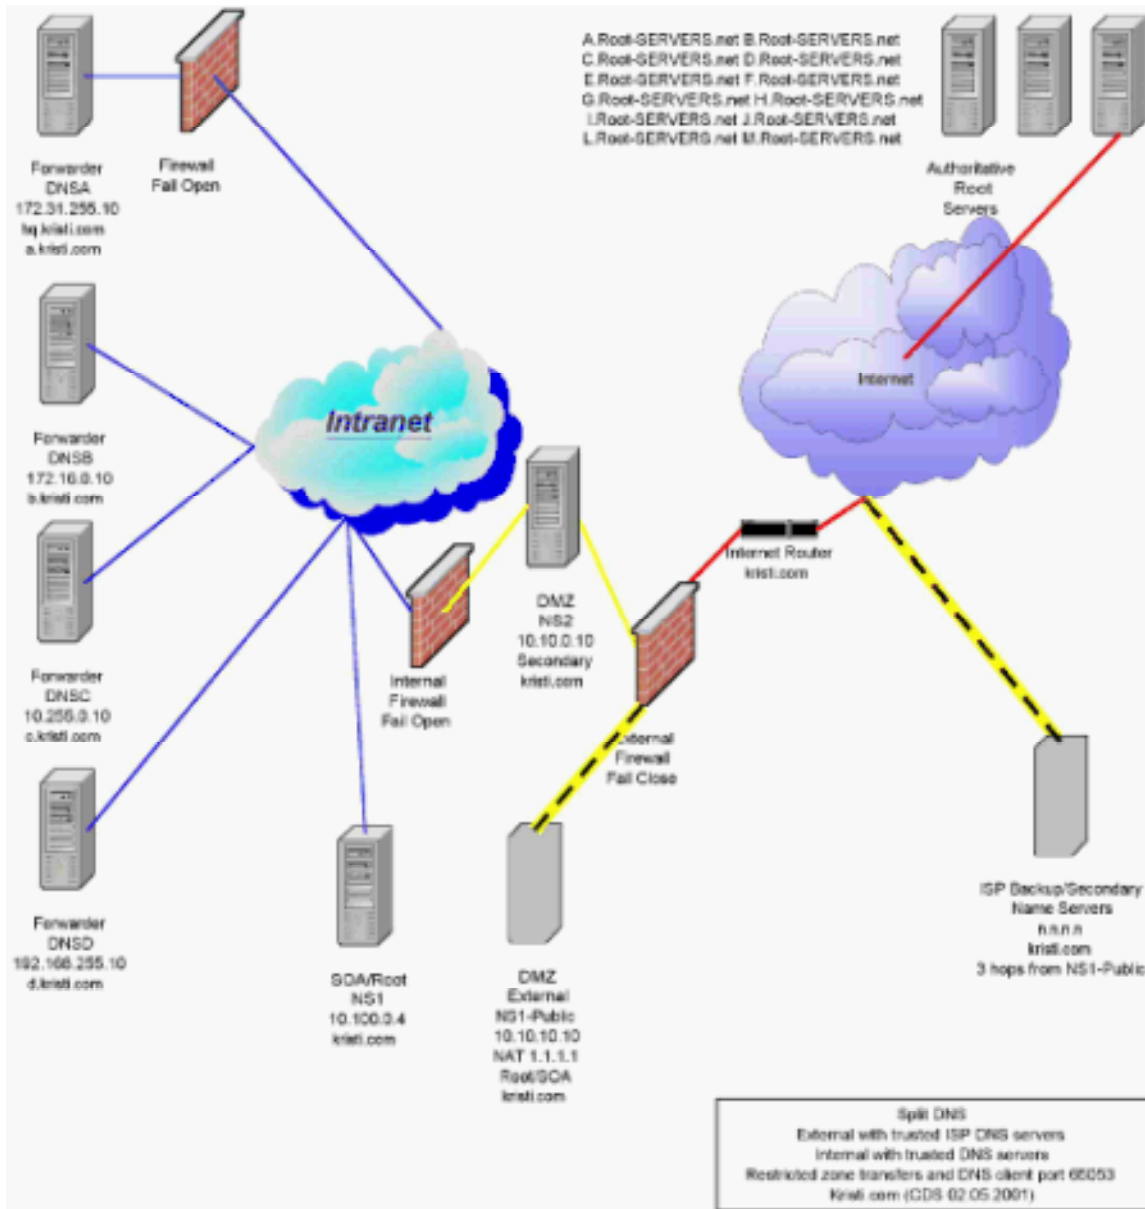 A.Root-SERVERS.net B.Root-SERVERS.net
C.Root-SERVERS.net D.Root-SERVERS.net
E.Root-SERVERS.net F.Root-SERVERS.net
G.Root-SERVERS.net H.Root-SERVERS.net
I.Root-SERVERS.net J.Root-SERVERS.net
L.Root-SERVERS.net M.Root-SERVERS.net
Authoritative
Root
Servers
Forwarder
DNSA
172.31.255.10
hq.kristi.com
a.kristi.com
Firewall
Fail Open
Forwarder
DNSB
172.16.0.10
b.kristi.com
Intranet
Internet
Internet Router
kristi.com
Forwarder
DNSC
10.255.0.10
c.kristi.com
Internal
Firewall
Fail Open
DMZ
NS2
10.10.0.10
Secondary
kristi.com
External
Firewall
Fail Close
Forwarder
DNSD
192.168.255.10
d.kristi.com
SOA/Root
NS1
10.100.0.4
kristi.com
DMZ
External
NS1-Public
10.10.10.10
NAT 1.1.1.1
Root/SOA
kristi.com
ISP Backup/Secondary
Name Servers
n.n.n.n
kristi.com
3 hops from NS1-Public
Split DNS
External with trusted ISP DNS servers
Internal with trusted DNS servers
Restricted zone transfers and DNS client port 65053
Kristi.com (CDS 02.05.2001)